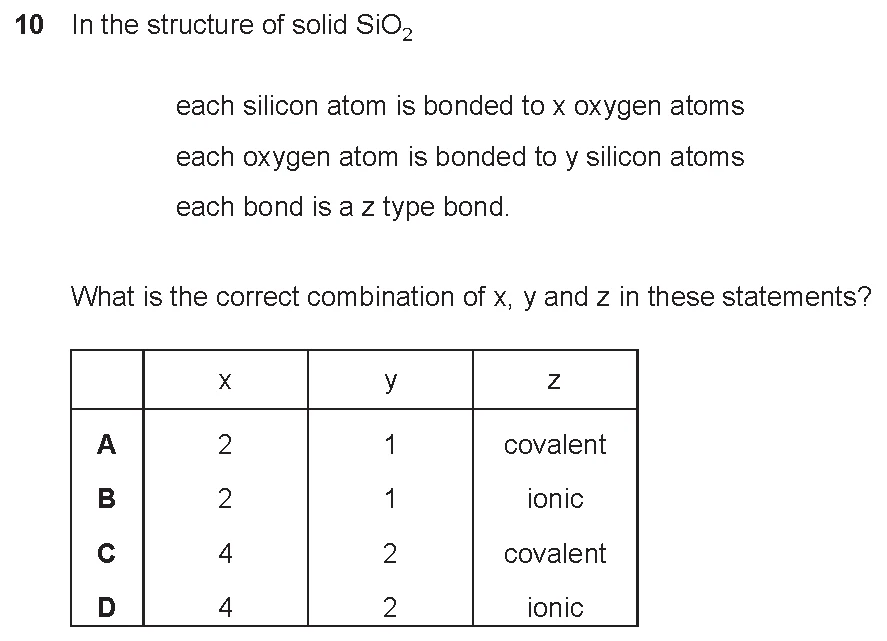 10 In the structure of solid SiO₂
each silicon atom is bonded to x oxygen atoms
each oxygen atom is bonded to y silicon atoms
each bond is a z type bond.
What is the correct combination of x, y and z in these statements?
x y z
A 2 1 covalent
B 2 1 ionic
C 4 2 covalent
D 4 2 ionic